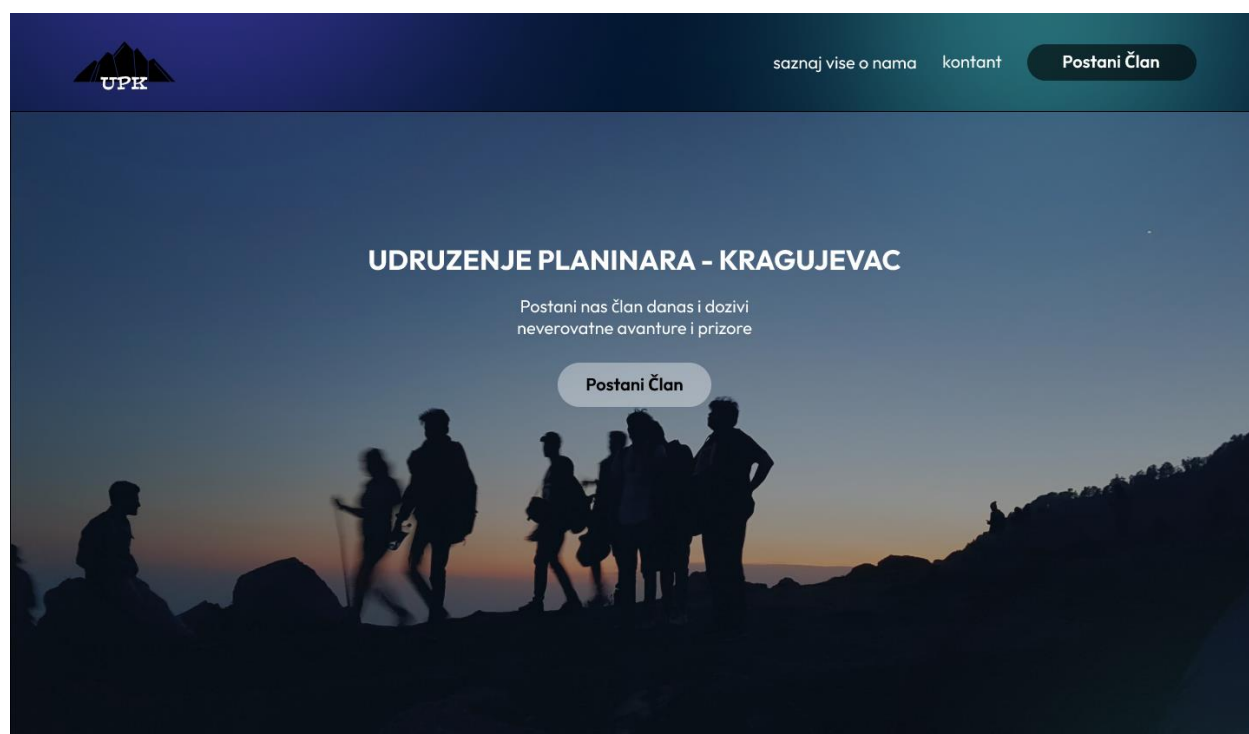 UPK
saznaj vise o nama
kontant
Postani Član
UDRUZENJE PLANINARA - KRAGUJEVAC
Postani nas član danas i dozivi
neverovatne avanture i prizore
Postani Član